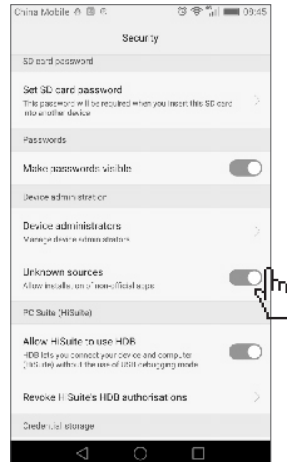 China Mobile 09:45
Security
SD card password
Set SD card password
This password will be required when you insert this SD card
into another device
Passwords
Make passwords visible
Device administration
Device administrators
Manage device administrators
Unknown sources
Allow installation of non-official apps
PC Suite (HiSuite)
Allow HiSuite to use HDB
HDB lets you connect your device and computer
(HiSuite) without the use of USB debugging mode
Revoke HiSuite's HDB authorisations
Credential storage